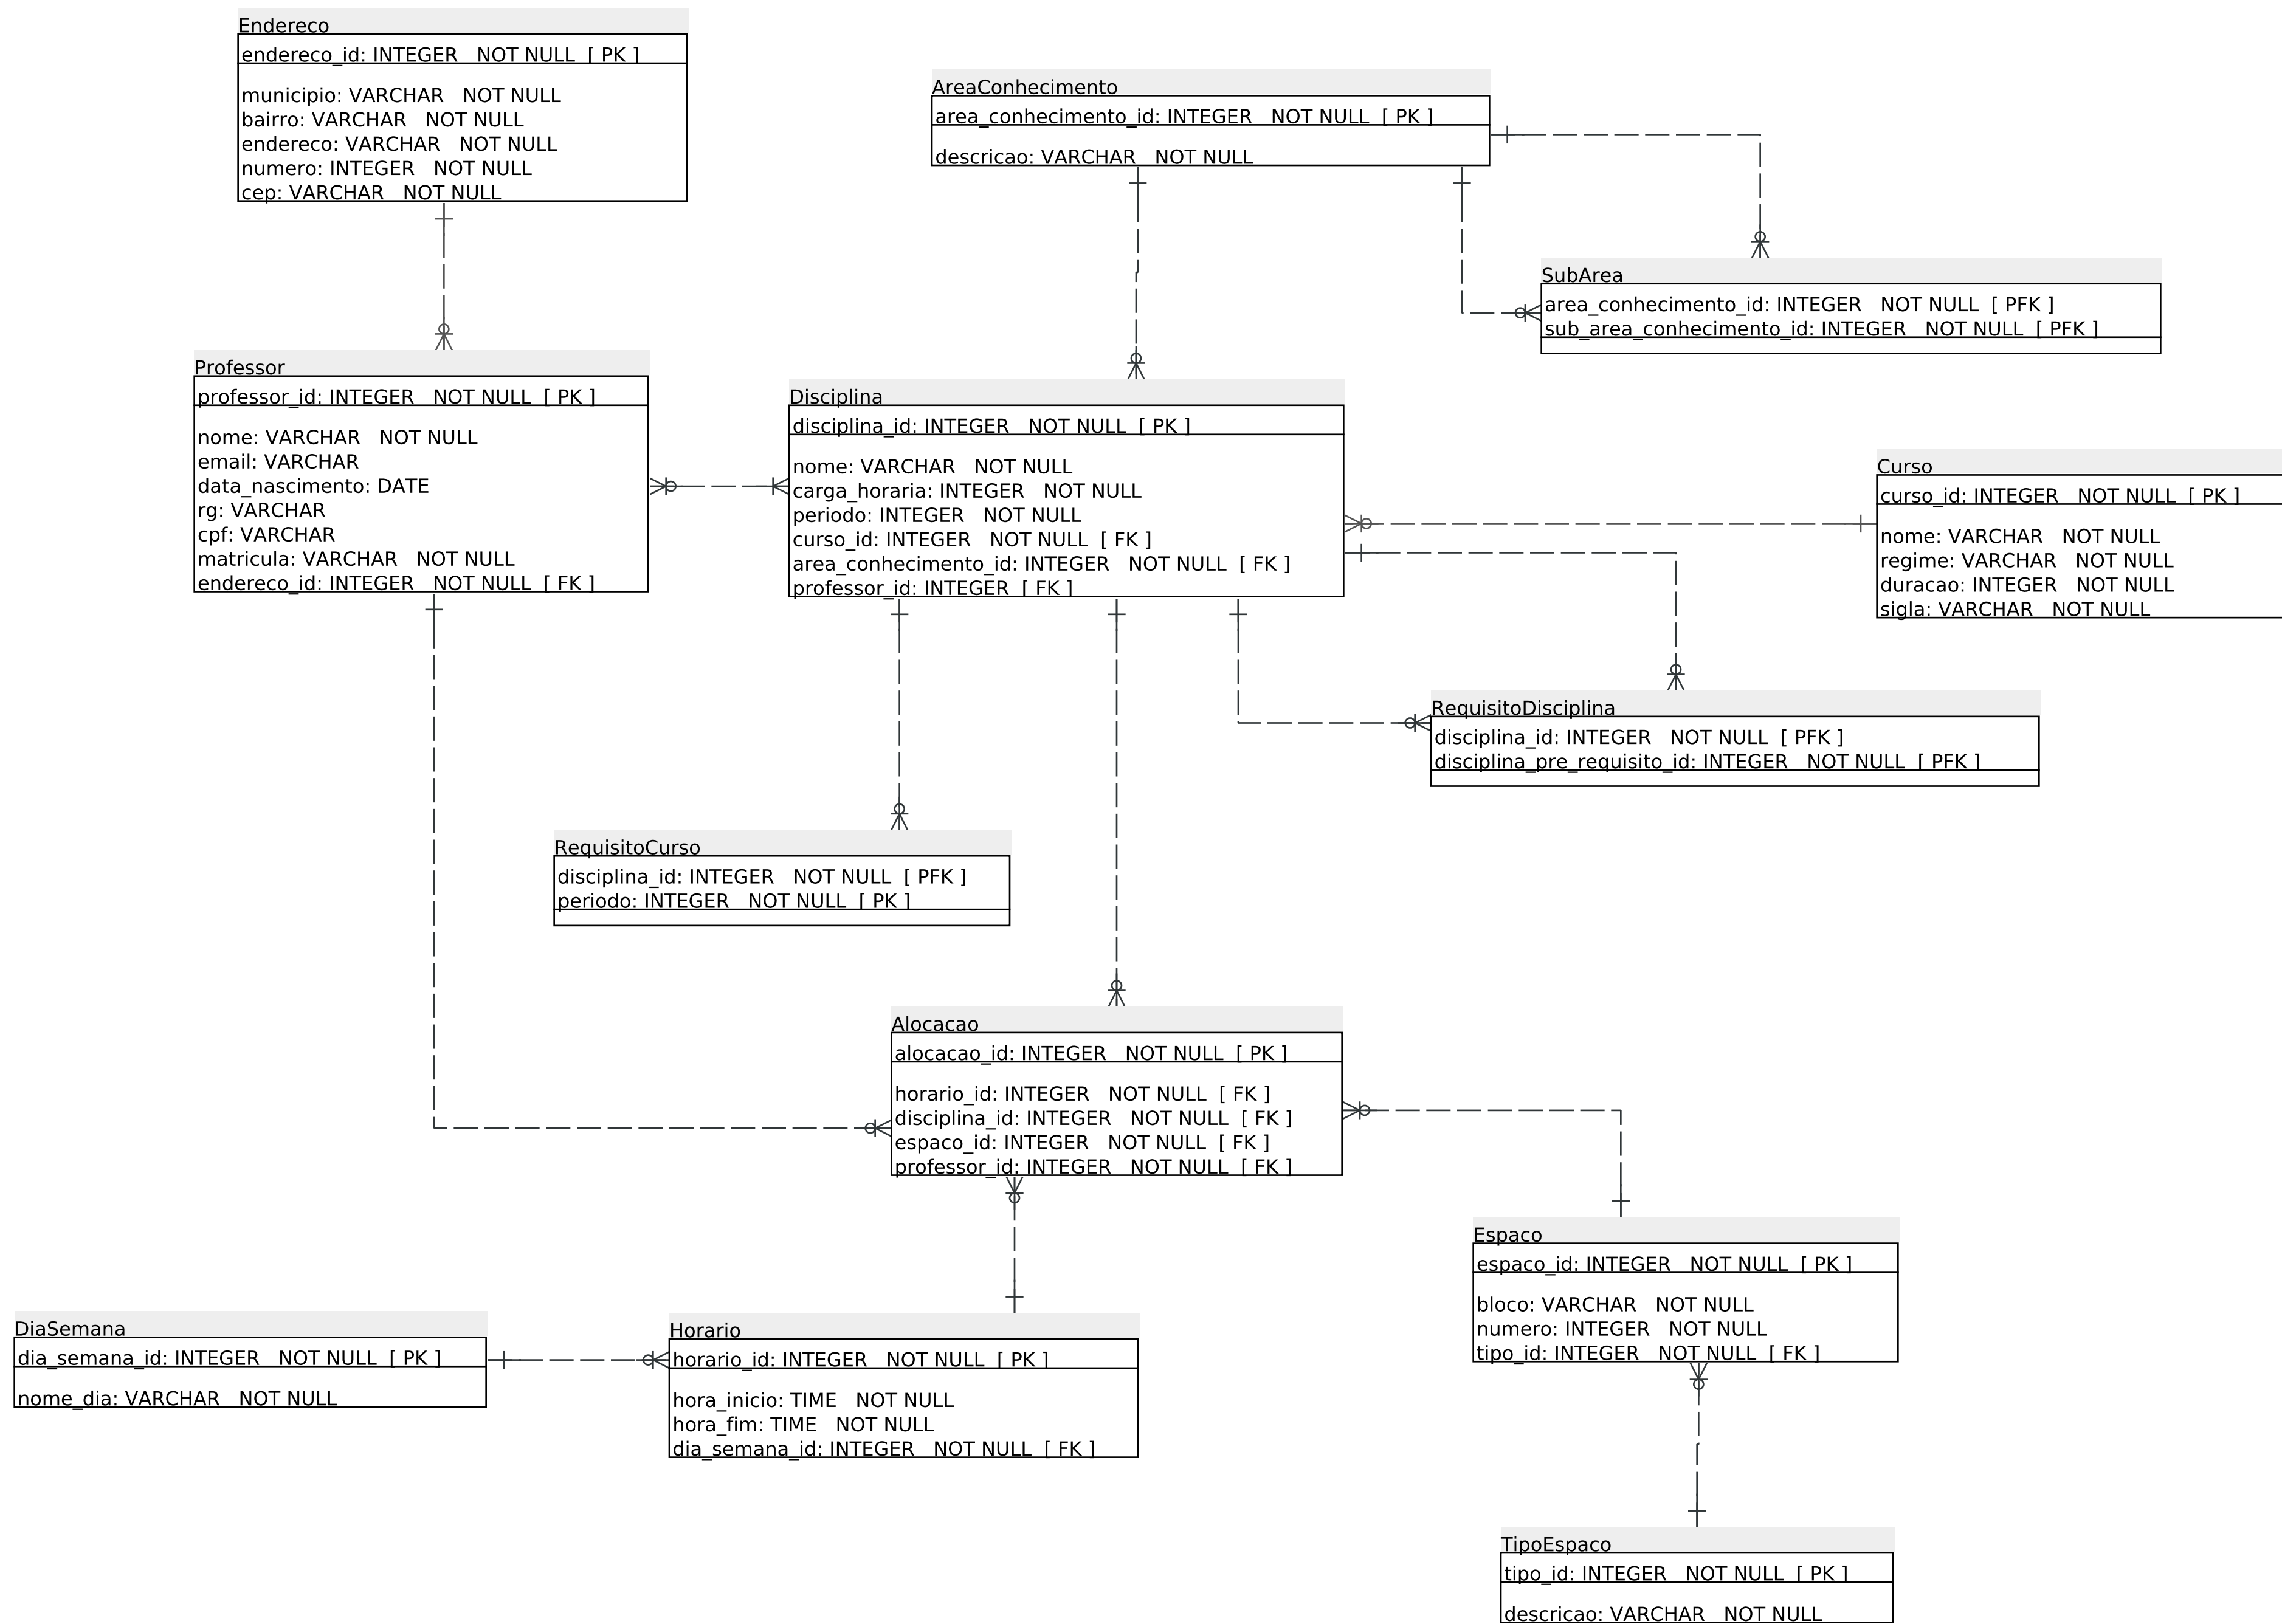 Endereco
endereco_id: INTEGER NOT NULL [ PK ]
municipio: VARCHAR NOT NULL
bairro: VARCHAR NOT NULL
endereco: VARCHAR NOT NULL
numero: INTEGER NOT NULL
cep: VARCHAR NOT NULL
AreaConhecimento
area_conhecimento_id: INTEGER NOT NULL [ PK ]
descricao: VARCHAR NOT NULL
SubArea
area_conhecimento_id: INTEGER NOT NULL [ PFK ]
sub_area_conhecimento_id: INTEGER NOT NULL [ PFK ]
Professor
professor_id: INTEGER NOT NULL [ PK ]
nome: VARCHAR NOT NULL
email: VARCHAR
data_nascimento: DATE
rg: VARCHAR
cpf: VARCHAR
matricula: VARCHAR NOT NULL
endereco_id: INTEGER NOT NULL [ FK ]
Disciplina
disciplina_id: INTEGER NOT NULL [ PK ]
nome: VARCHAR NOT NULL
carga_horaria: INTEGER NOT NULL
periodo: INTEGER NOT NULL
curso_id: INTEGER NOT NULL [ FK ]
area_conhecimento_id: INTEGER NOT NULL [ FK ]
professor_id: INTEGER [ FK ]
Curso
curso_id: INTEGER NOT NULL [ PK ]
nome: VARCHAR NOT NULL
regime: VARCHAR NOT NULL
duracao: INTEGER NOT NULL
sigla: VARCHAR NOT NULL
RequisitoDisciplina
disciplina_id: INTEGER NOT NULL [ PFK ]
disciplina_pre_requisito_id: INTEGER NOT NULL [ PFK ]
RequisitoCurso
disciplina_id: INTEGER NOT NULL [ PFK ]
periodo: INTEGER NOT NULL [ PK ]
Alocacao
alocacao_id: INTEGER NOT NULL [ PK ]
horario_id: INTEGER NOT NULL [ FK ]
disciplina_id: INTEGER NOT NULL [ FK ]
espaco_id: INTEGER NOT NULL [ FK ]
professor_id: INTEGER NOT NULL [ FK ]
Espaco
espaco_id: INTEGER NOT NULL [ PK ]
bloco: VARCHAR NOT NULL
numero: INTEGER NOT NULL
tipo_id: INTEGER NOT NULL [ FK ]
DiaSemana
dia_semana_id: INTEGER NOT NULL [ PK ]
nome_dia: VARCHAR NOT NULL
Horario
horario_id: INTEGER NOT NULL [ PK ]
hora_inicio: TIME NOT NULL
hora_fim: TIME NOT NULL
dia_semana_id: INTEGER NOT NULL [ FK ]
TipoEspaco
tipo_id: INTEGER NOT NULL [ PK ]
descricao: VARCHAR NOT NULL